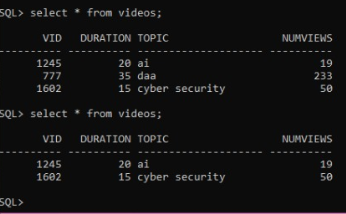 SQL> select * from videos;
VID DURATION TOPIC NUMVIEWS
---------- ---------- -------------------- ----------
1245 20 ai 19
777 35 daa 233
1602 15 cyber security 50
SQL> select * from videos;
VID DURATION TOPIC NUMVIEWS
---------- ---------- -------------------- ----------
1245 20 ai 19
1602 15 cyber security 50
SQL>